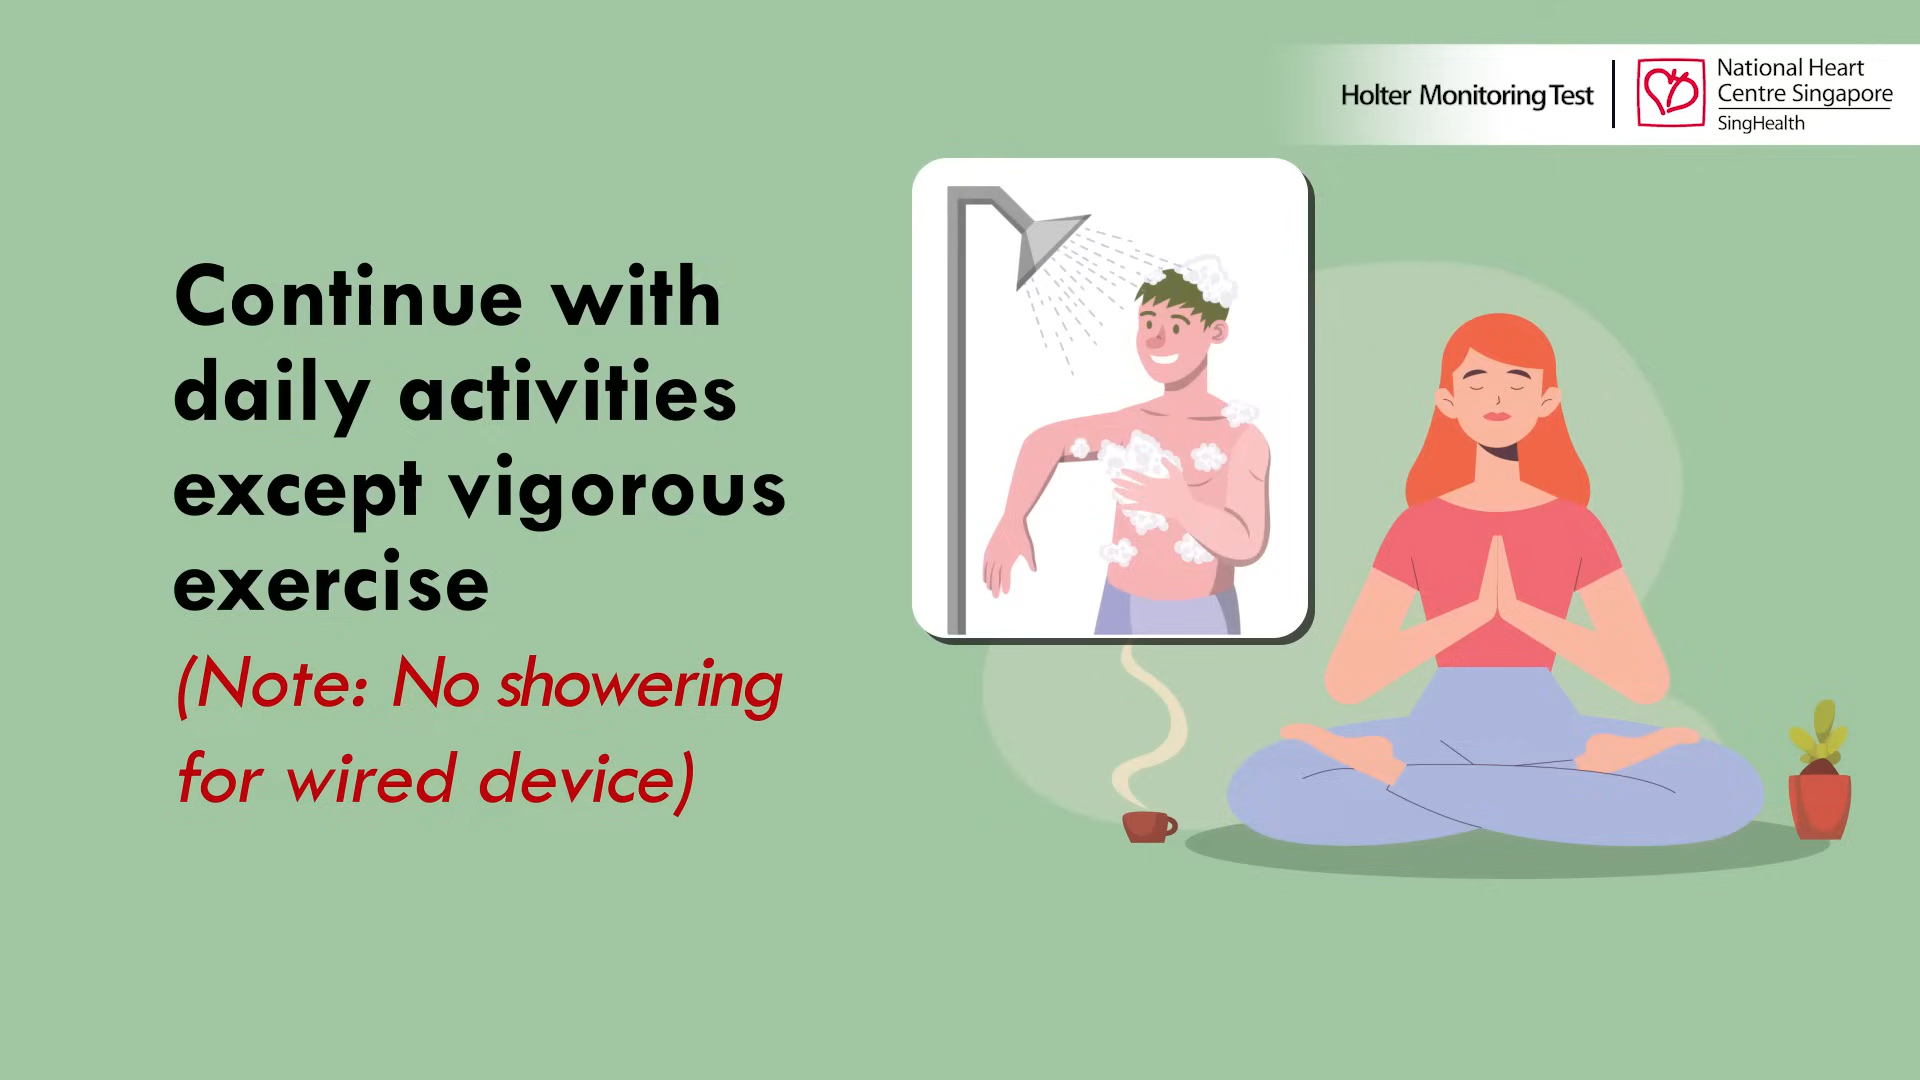 Holter Monitoring Test
National Heart
Centre Singapore
SingHealth
Continue with
daily activities
except vigorous
exercise
(Note: No showering
for wired device)